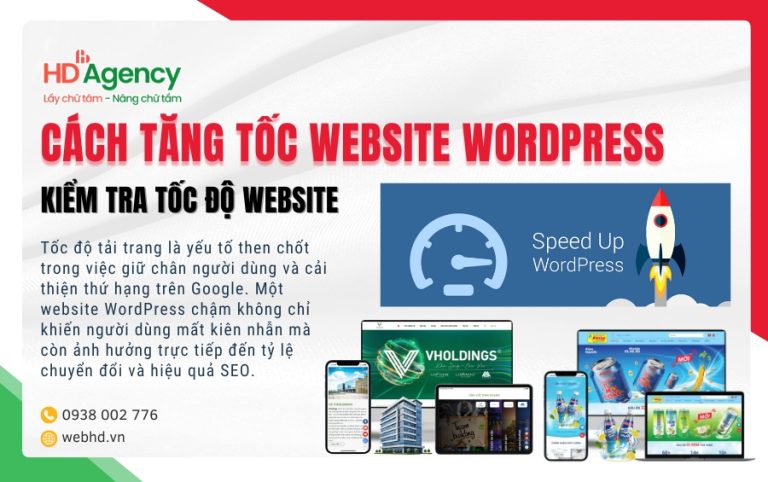 HD Agency
Lấy chữ tâm - Nâng chữ tầm
CÁCH TĂNG TỐC WEBSITE WORDPRESS
KIỂM TRA TỐC ĐỘ WEBSITE
Tốc độ tải trang là yếu tố then chốt
trong việc giữ chân người dùng và cải
thiện thứ hạng trên Google. Một
website WordPress chậm không chỉ
khiến người dùng mất kiên nhẫn mà
còn ảnh hưởng trực tiếp đến tỷ lệ
chuyển đổi và hiệu quả SEO.
0938 002 776
webhd.vn
Speed Up
WordPress
VHOLDINGS
Team
building
MỚI
MỚI